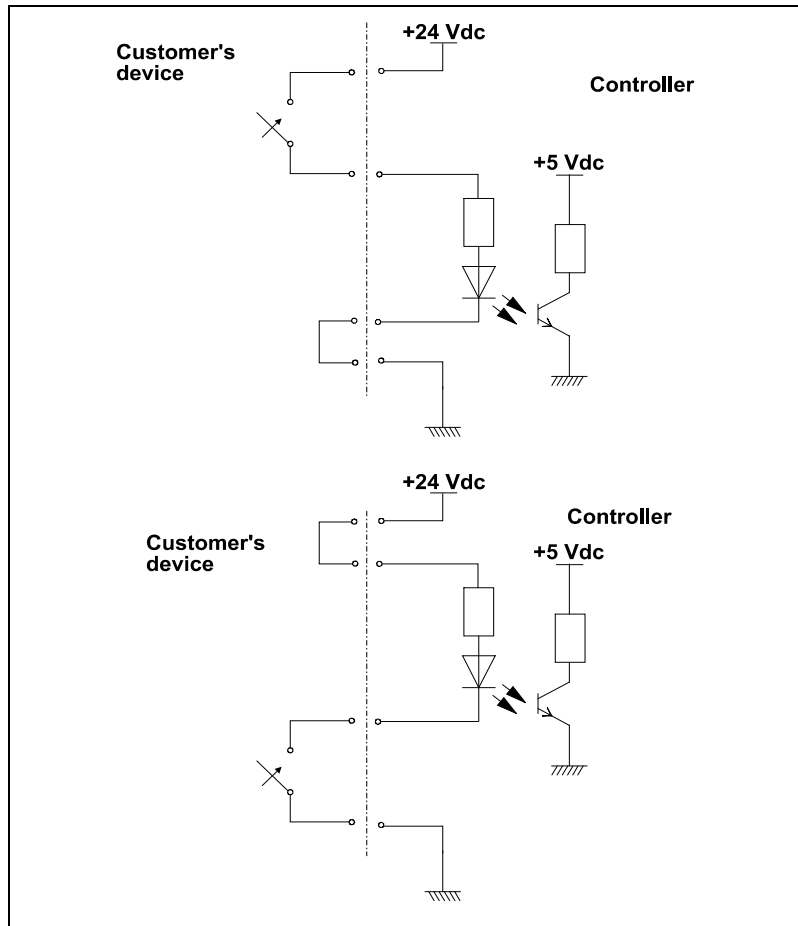 +24 Vdc
Customer's
device
Controller
+5 Vdc
+24 Vdc
Controller
Customer's
device
+5 Vdc